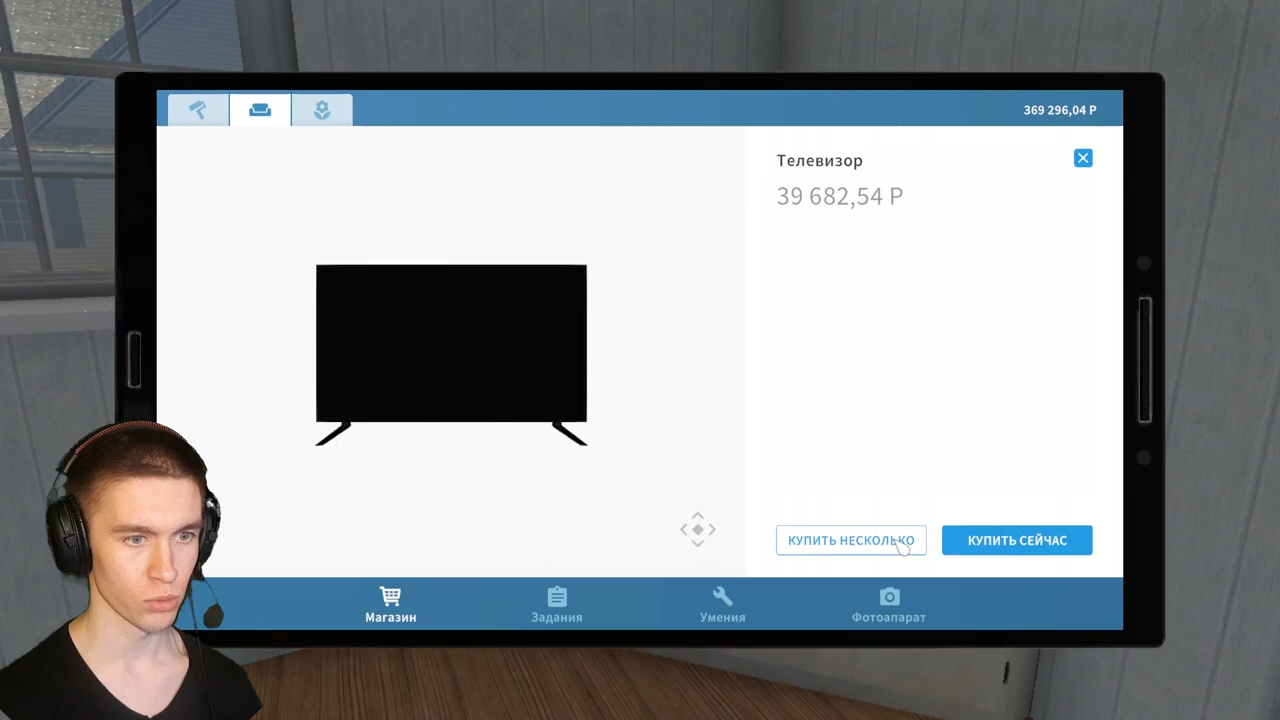 369 296,04 Р
Телевизор
39 682,54 Р
КУПИТЬ НЕСКОЛЬКО
КУПИТЬ СЕЙЧАС
Магазин
Задания
Умения
Фотоапарат